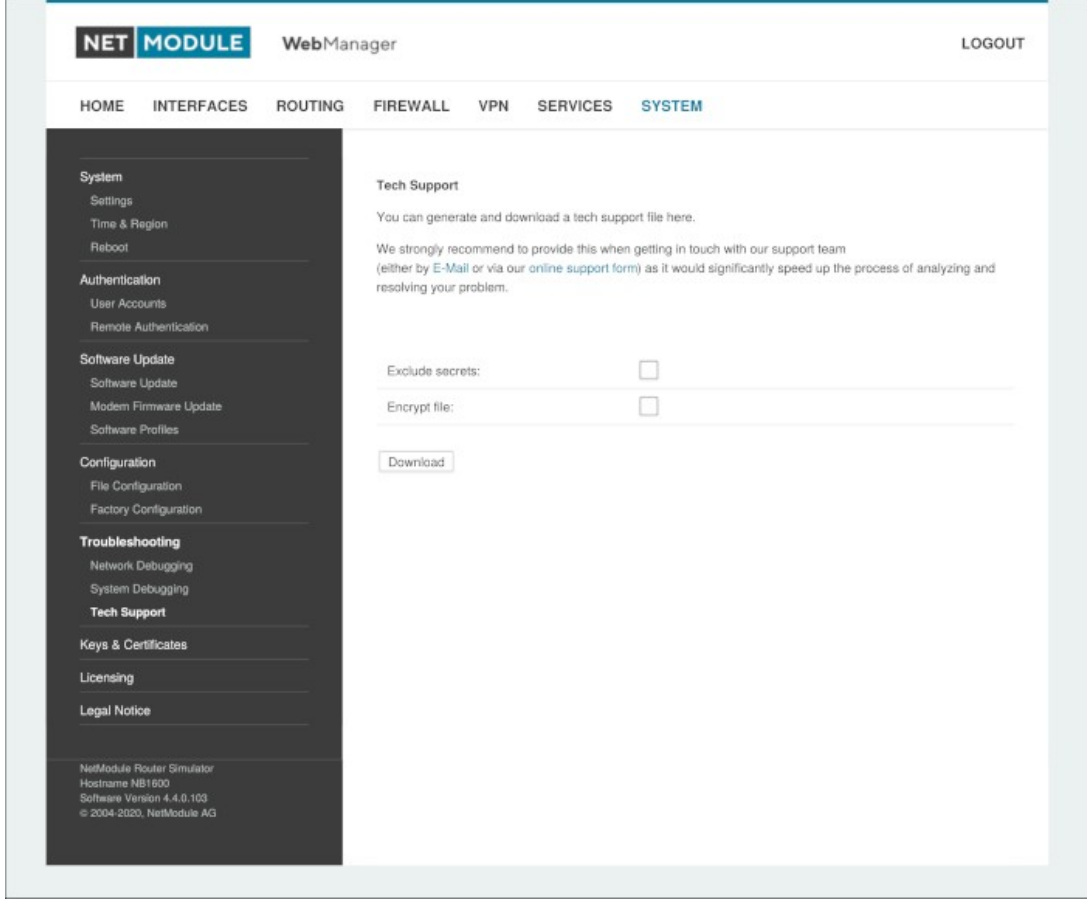 NET MODULE WebManager LOGOUT
HOME INTERFACES ROUTING FIREWALL VPN SERVICES SYSTEM
System
Settings
Time & Region
Reboot
Authentication
User Accounts
Remote Authentication
Software Update
Software Update
Modem Firmware Update
Software Profiles
Configuration
File Configuration
Factory Configuration
Troubleshooting
Network Debugging
System Debugging
Tech Support
Keys & Certificates
Licensing
Legal Notice
NetModule Router Simulator
Hostname NB1600
Software Version 4.4.0.103
© 2004-2020, NetModule AG
Tech Support
You can generate and download a tech support file here.
We strongly recommend to provide this when getting in touch with our support team
(either by E-Mail or via our online support form) as it would significantly speed up the process of analyzing and
resolving your problem.
Exclude secrets:
Encrypt file:
Download